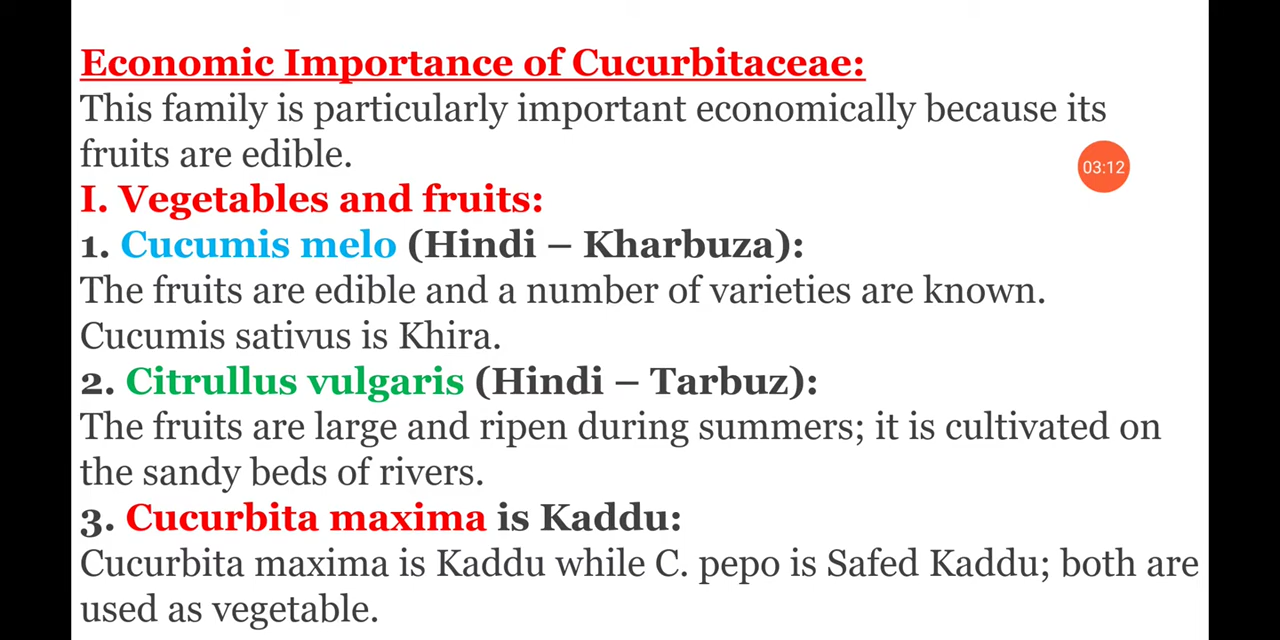 Economic Importance of Cucurbitaceae:
This family is particularly important economically because its
fruits are edible.
03:12
I. Vegetables and fruits:
1. Cucumis melo (Hindi – Kharbuza):
The fruits are edible and a number of varieties are known.
Cucumis sativus is Khira.
2. Citrullus vulgaris (Hindi – Tarbuz):
The fruits are large and ripen during summers; it is cultivated on
the sandy beds of rivers.
3. Cucurbita maxima is Kaddu:
Cucurbita maxima is Kaddu while C. pepo is Safed Kaddu; both are
used as vegetable.